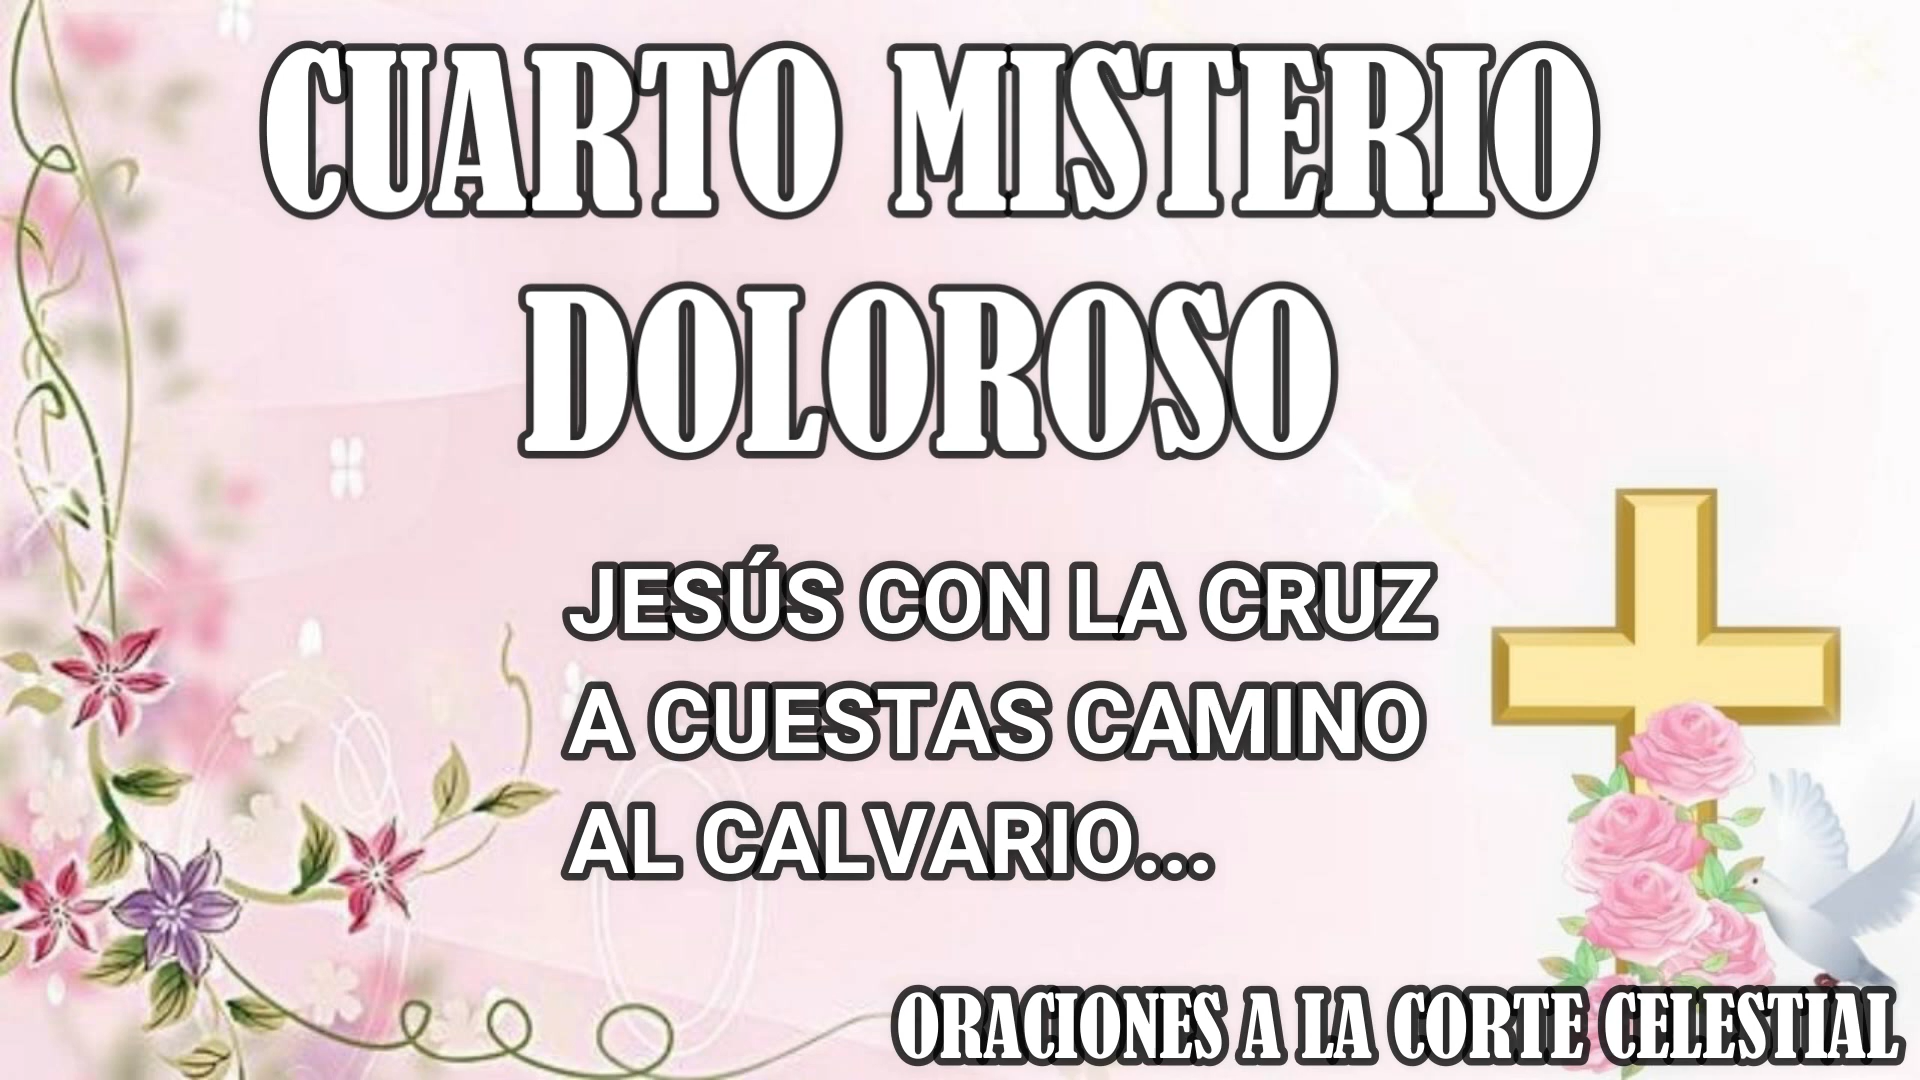 CUARTO MISTERIO
DOLOROSO
JESÚS CON LA CRUZ
A CUESTAS CAMINO
AL CALVARIO...
ORACIONES A LA CORTE CELESTIAL